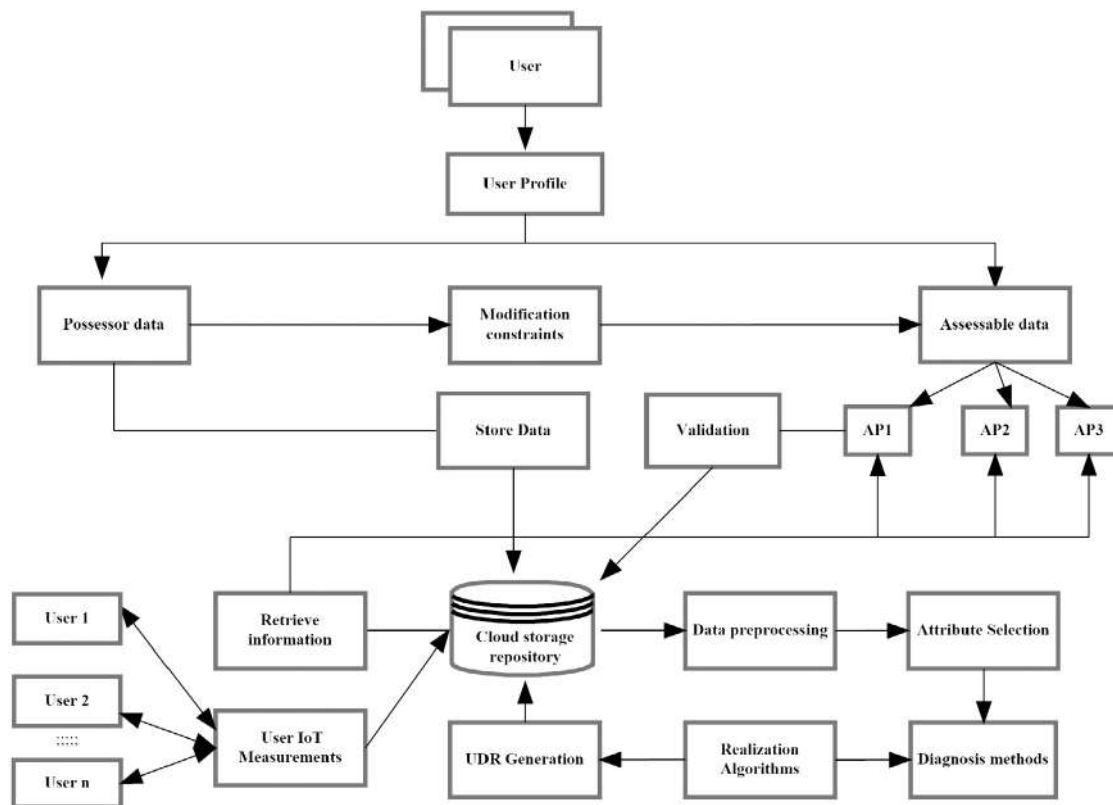 User
User Profile
Possessor data
Modification
constraints
Assessable data
Store Data
Validation
AP1
AP2
AP3
User 1
Retrieve
information
Cloud storage
repository
Data preprocessing
Attribute Selection
User 2
:::::
User n
User IoT
Measurements
UDR Generation
Realization
Algorithms
Diagnosis methods